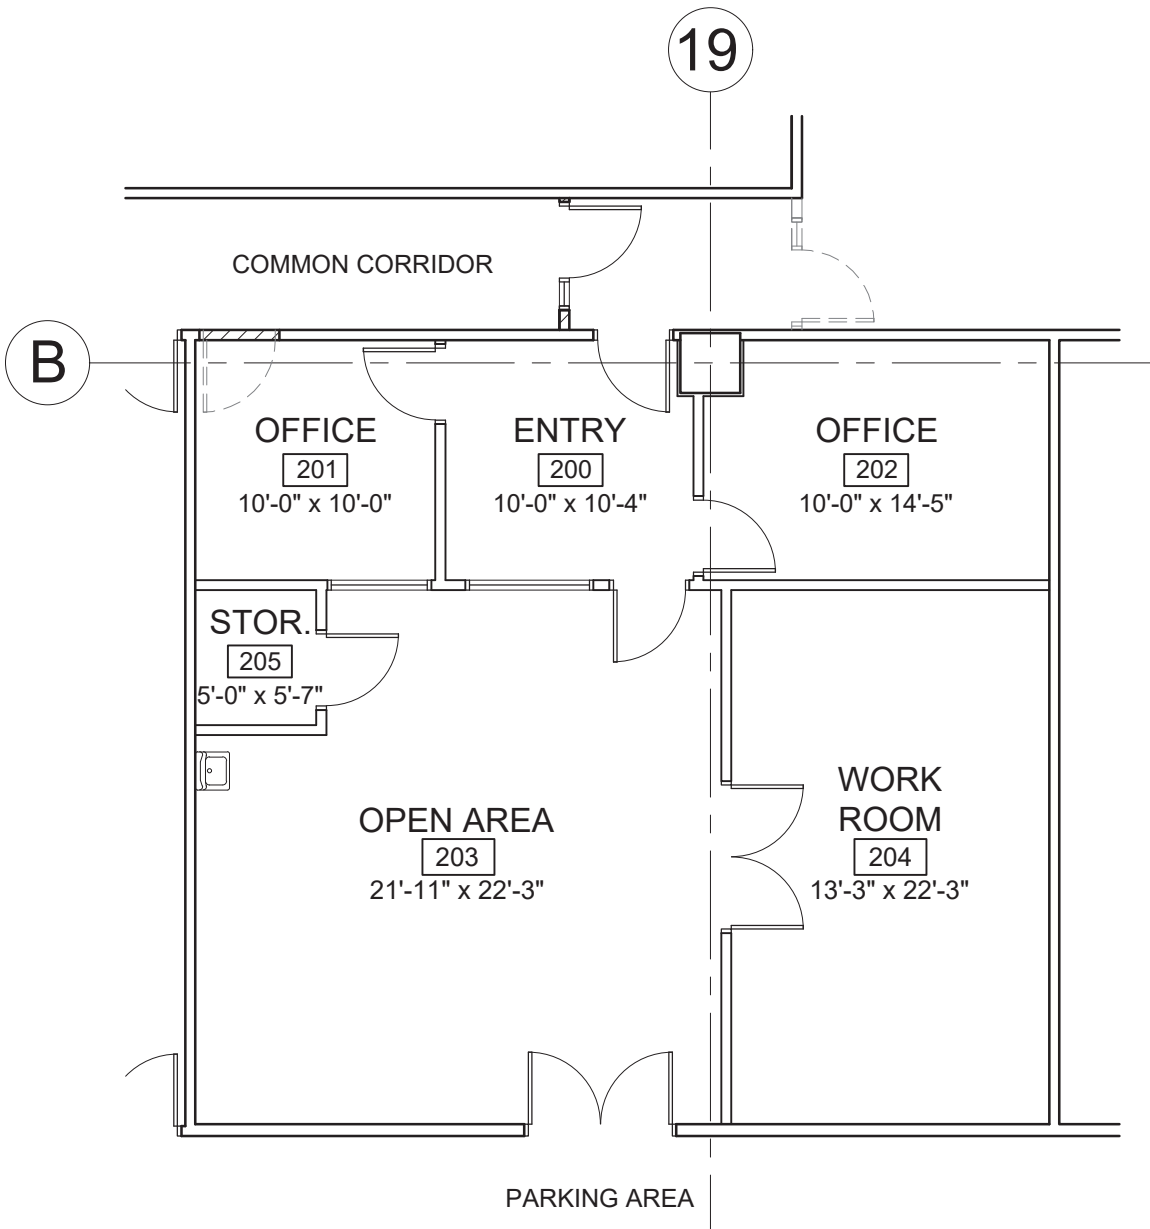 19
COMMON CORRIDOR
B
OFFICE
201
10'-0" x 10'-0"
ENTRY
200
10'-0" x 10'-4"
OFFICE
202
10'-0" x 14'-5"
STOR.
205
5'-0" x 5'-7"
OPEN AREA
203
21'-11" x 22'-3"
WORK
ROOM
204
13'-3" x 22'-3"
PARKING AREA